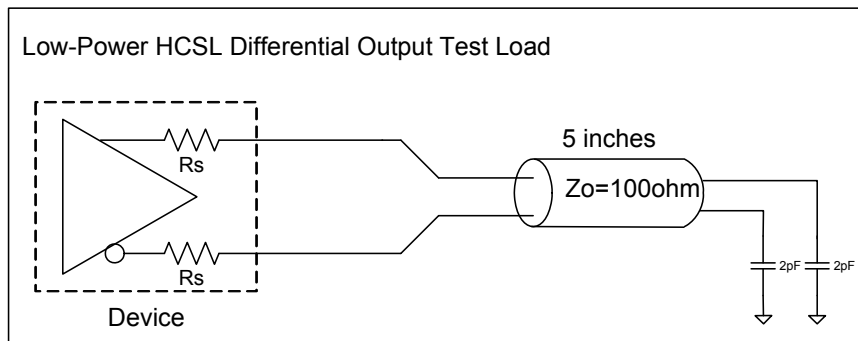 Low-Power HCSL Differential Output Test Load
5 inches
Rs
Zo=100ohm
Rs
2pF 2pF
Device